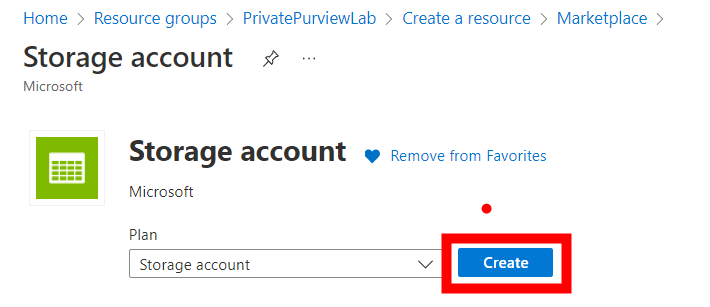 Home > Resource groups > PrivatePurviewLab > Create a resource > Marketplace >
Storage account ...
Microsoft
Storage account Remove from Favorites
Microsoft
Plan
Storage account Create